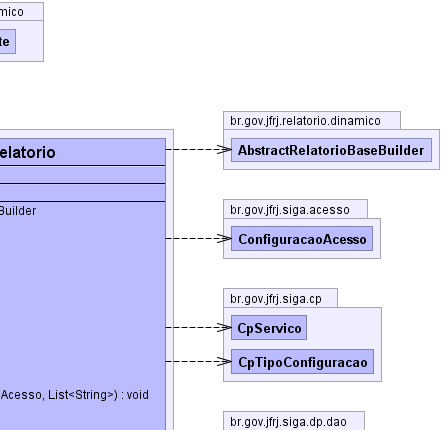 mico
te
br.gov.jfrj.relatorio.dinamico
elatorio
AbstractRelatorioBaseBuilder
Builder
br.gov.jfrj.siga.acesso
ConfiguracaoAcesso
br.gov.jfrj.siga.cp
CpServico
CpTipoConfiguracao
Acesso, List<String>) : void
br.gov.jfrj.siga.dp.dao